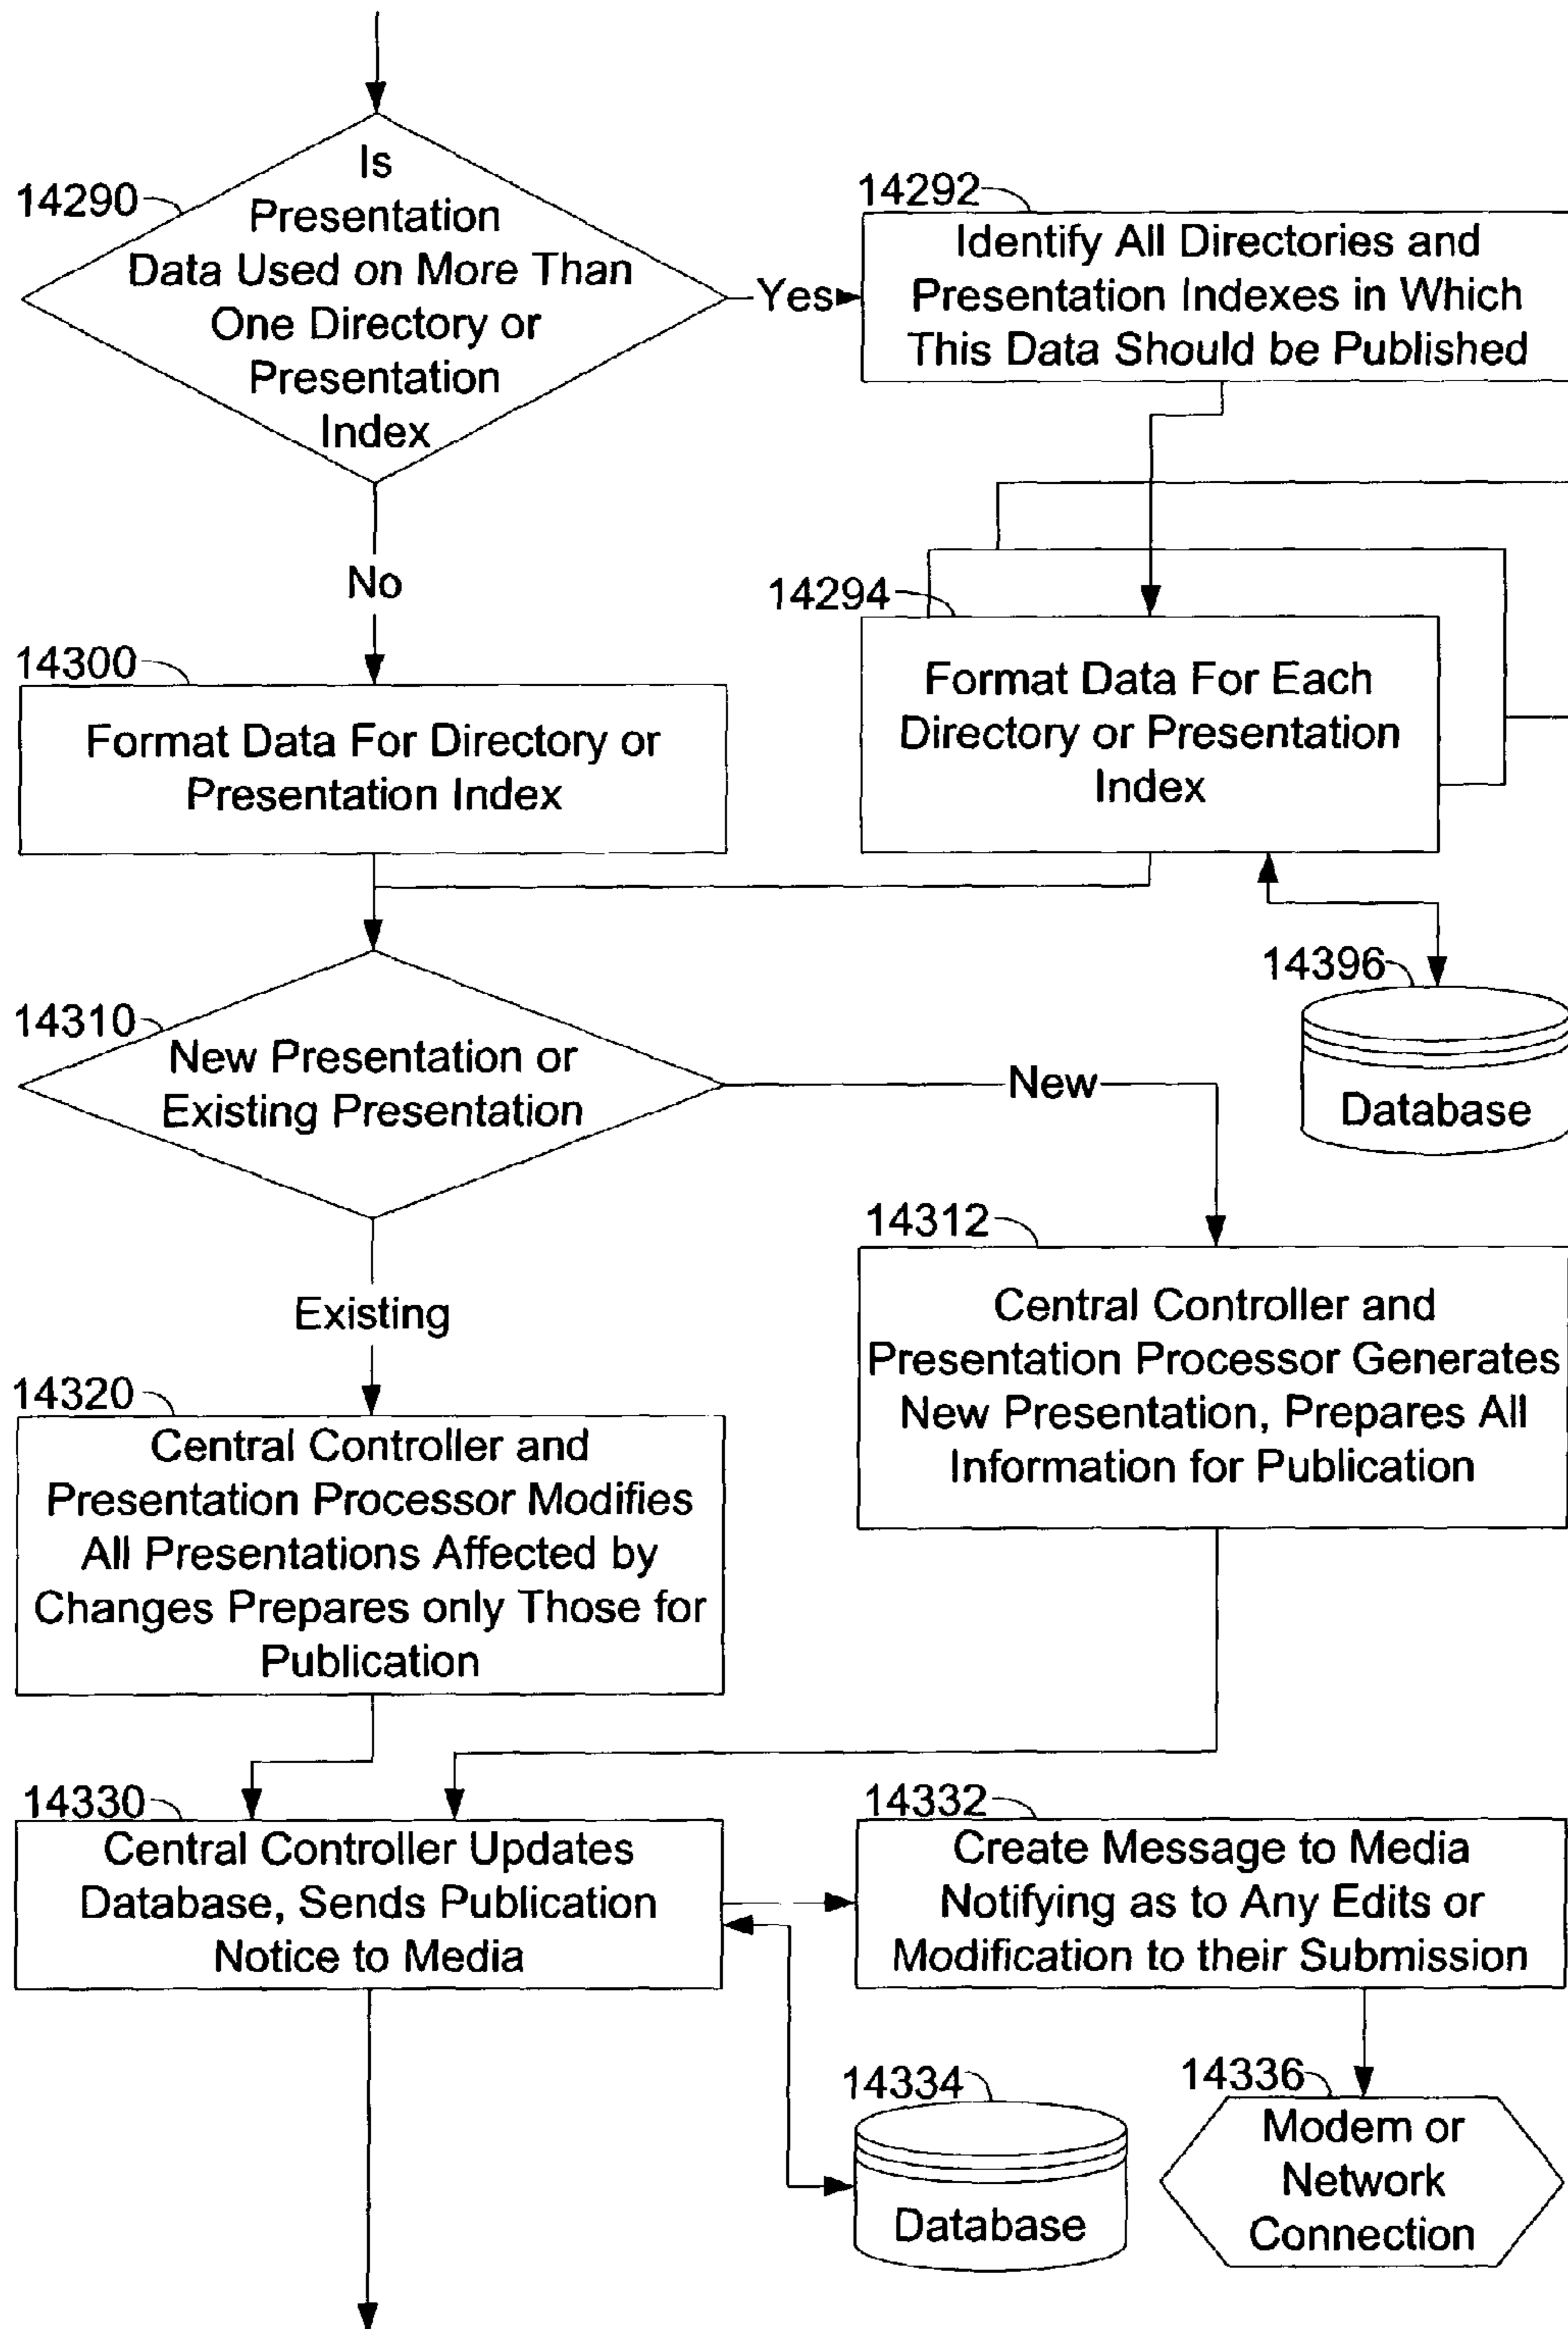 14290
Is
Presentation
Data Used on More Than
One Directory or
Presentation
Index
Yes
14292
Identify All Directories and
Presentation Indexes in Which
This Data Should be Published
No
14294
Format Data For Each
Directory or Presentation
Index
14300
Format Data For Directory or
Presentation Index
14396
Database
14310
New Presentation or
Existing Presentation
New
14312
Central Controller and
Presentation Processor Generates
New Presentation, Prepares All
Information for Publication
Existing
14320
Central Controller and
Presentation Processor Modifies
All Presentations Affected by
Changes Prepares only Those for
Publication
14330
Central Controller Updates
Database, Sends Publication
Notice to Media
14332
Create Message to Media
Notifying as to Any Edits or
Modification to their Submission
14334
Database
14336
Modem or
Network
Connection